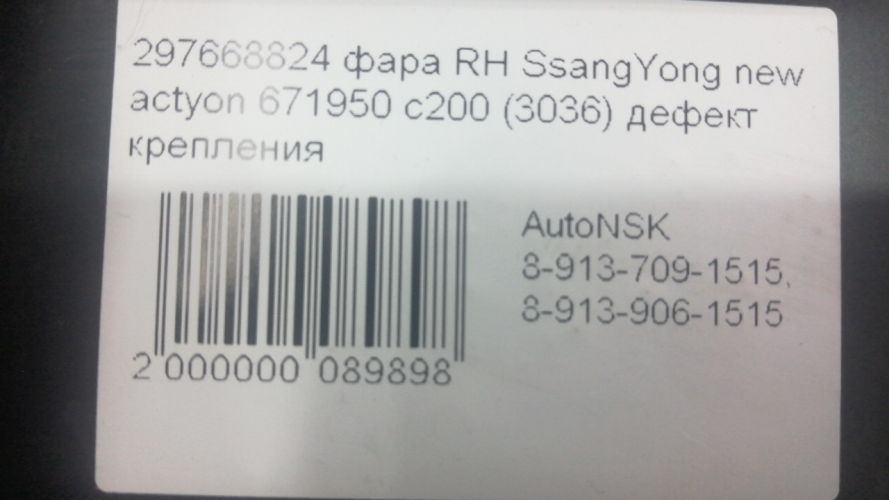 297668824 фара RH SsangYong new
actyon 671950 c200 (3036) дефект
крепления
AutoNSK
8-913-709-1515,
8-913-906-1515
2 000000 089898